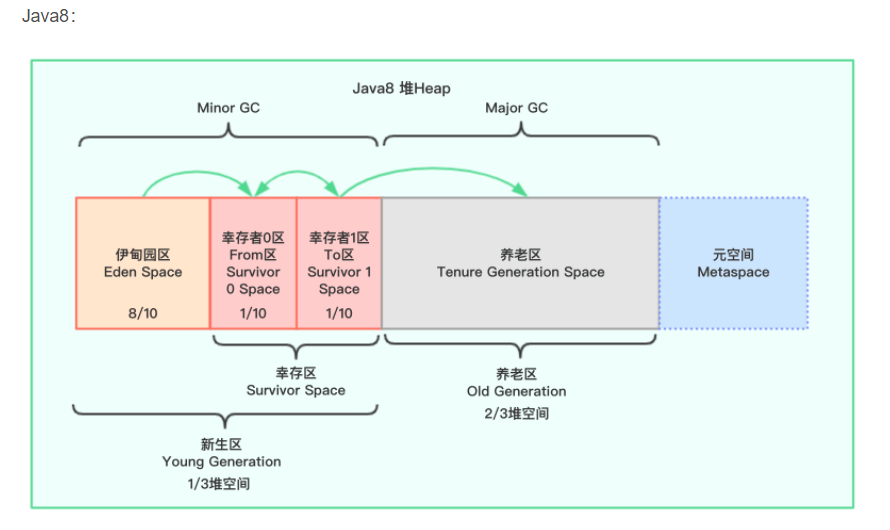 Java8：
Java8 堆Heap
Minor GC
Major GC
伊甸园区
Eden Space
8/10
幸存者0区
From区
Survivor
0 Space
1/10
幸存者1区
To区
Survivor 1
Space
1/10
养老区
Tenure Generation Space
元空间
Metaspace
幸存区
Survivor Space
养老区
Old Generation
2/3堆空间
新生区
Young Generation
1/3堆空间